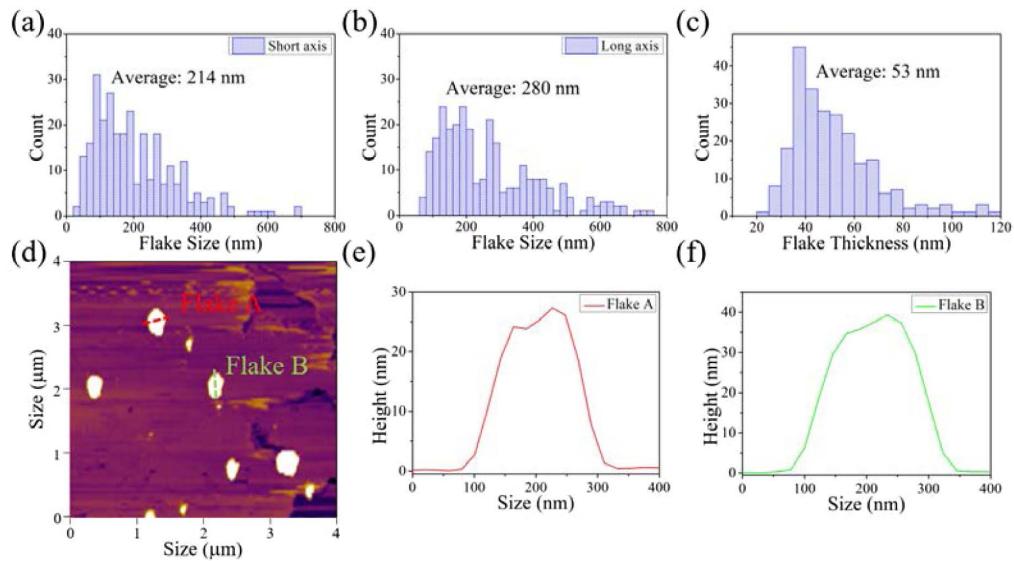 (a)
40
30
20
10
0
Count
Short axis
Average: 214 nm
0 200 400 600 800
Flake Size (nm)
(b)
40
30
20
10
0
Count
Long axis
Average: 280 nm
0 200 400 600 800
Flake Size (nm)
(c)
40
30
20
10
0
Count
Average: 53 nm
20 40 60 80 100 120
Flake Thickness (nm)
(d)
4
3
2
1
0
Size (μm)
Flake A
Flake B
0 1 2 3 4
Size (μm)
(e)
30
20
10
0
Height (nm)
Flake A
0 100 200 300 400
Size (nm)
(f)
40
30
20
10
0
Height (nm)
Flake B
0 100 200 300 400
Size (nm)